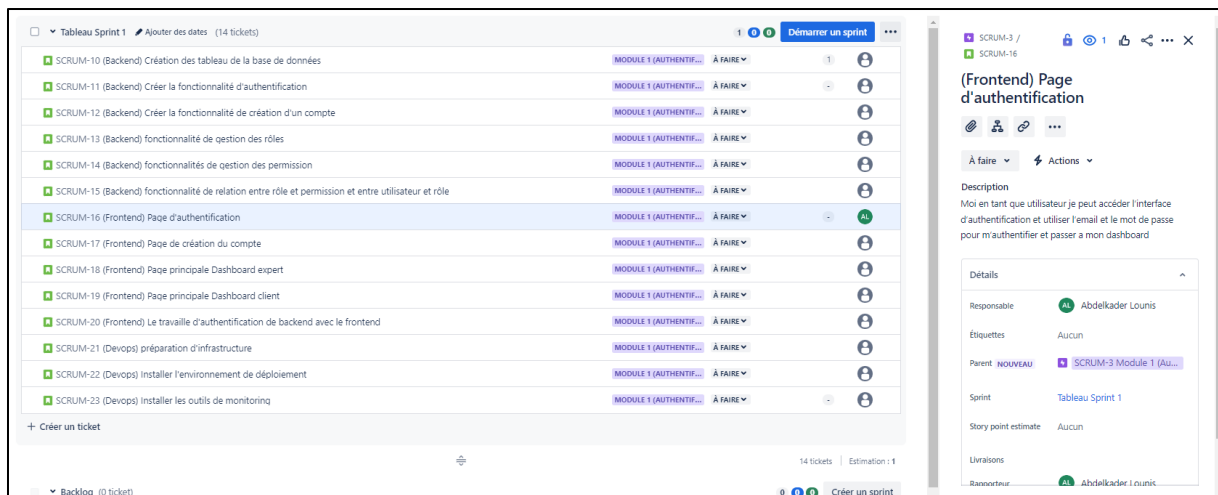 Tableau Sprint 1 Ajouter des dates (14 tickets) 1 0 0 Démarrer un sprint
SCRUM-10 (Backend) Création des tableau de la base de données MODULE 1 (AUTHENTIF... À FAIRE 1
SCRUM-11 (Backend) Créer la fonctionnalité d'authentification MODULE 1 (AUTHENTIF... À FAIRE -
SCRUM-12 (Backend) Créer la fonctionnalité de création d'un compte MODULE 1 (AUTHENTIF... À FAIRE
SCRUM-13 (Backend) fonctionnalité de gestion des rôles MODULE 1 (AUTHENTIF... À FAIRE
SCRUM-14 (Backend) fonctionnalités de gestion des permission MODULE 1 (AUTHENTIF... À FAIRE
SCRUM-15 (Backend) fonctionnalité de relation entre rôle et permission et entre utilisateur et rôle MODULE 1 (AUTHENTIF... À FAIRE
SCRUM-16 (Frontend) Page d'authentification MODULE 1 (AUTHENTIF... À FAIRE - AL
SCRUM-17 (Frontend) Page de création du compte MODULE 1 (AUTHENTIF... À FAIRE
SCRUM-18 (Frontend) Page principale Dashboard expert MODULE 1 (AUTHENTIF... À FAIRE
SCRUM-19 (Frontend) Page principale Dashboard client MODULE 1 (AUTHENTIF... À FAIRE
SCRUM-20 (Frontend) Le travaille d'authentification de backend avec le frontend MODULE 1 (AUTHENTIF... À FAIRE
SCRUM-21 (Devops) préparation d'infrastructure MODULE 1 (AUTHENTIF... À FAIRE
SCRUM-22 (Devops) Installer l'environnement de déploiement MODULE 1 (AUTHENTIF... À FAIRE
SCRUM-23 (Devops) Installer les outils de monitoring MODULE 1 (AUTHENTIF... À FAIRE -
+ Créer un ticket
14 tickets Estimation : 1
Backlog (0 ticket) 0 0 0 Créer un sprint
SCRUM-3 / 1
SCRUM-16
(Frontend) Page
d'authentification
À faire Actions
Description
Moi en tant que utilisateur je peut accéder l'interface
d'authentification et utiliser l'email et le mot de passe
pour m'authentifier et passer a mon dashboard
Détails
Responsable AL Abdelkader Lounis
Étiquettes Aucun
Parent NOUVEAU SCRUM-3 Module 1 (Au...
Sprint Tableau Sprint 1
Story point estimate Aucun
Livraisons
Rapporteur AL Abdelkader Lounis